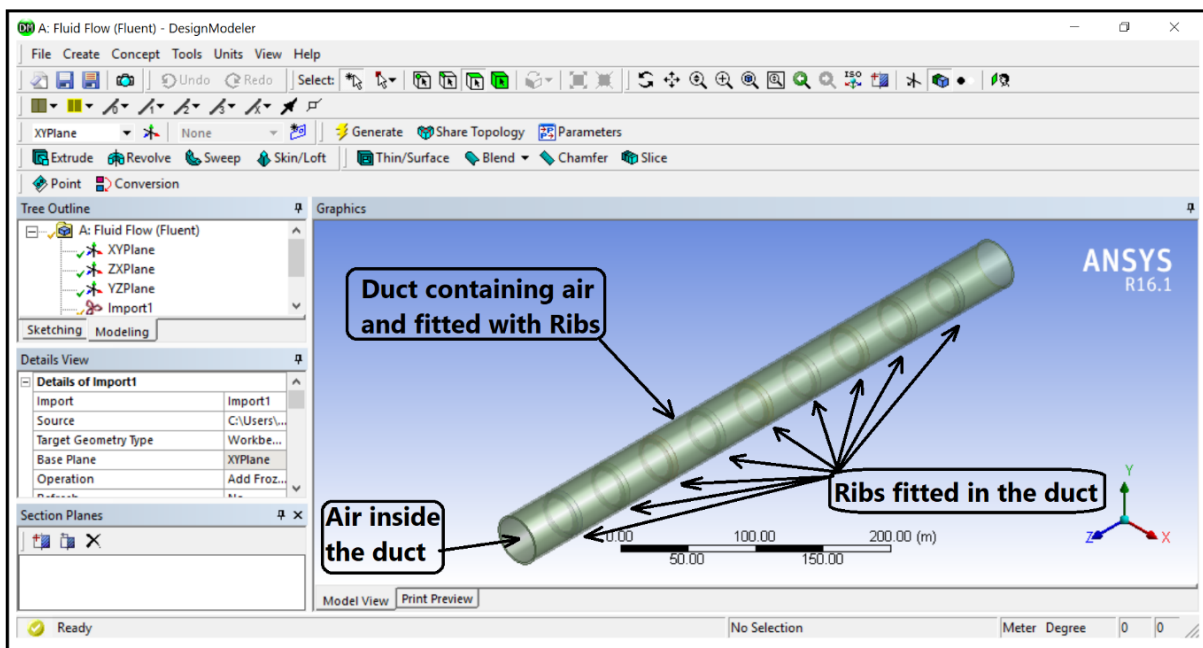 A: Fluid Flow (Fluent) - DesignModeler
File Create Concept Tools Units View Help
Undo Redo Select:
XYPlane None Generate Share Topology Parameters
Extrude Revolve Sweep Skin/Loft Thin/Surface Blend Chamfer Slice
Point Conversion
Tree Outline
A: Fluid Flow (Fluent)
XYPlane
ZXPlane
YZPlane
Import1
Sketching Modeling
Details View
Details of Import1
Import Import1
Source C:\Users\...
Target Geometry Type Workbe...
Base Plane XYPlane
Operation Add Froz...
Section Planes
Graphics
ANSYS
R16.1
Duct containing air
and fitted with Ribs
Ribs fitted in the duct
Air inside
the duct
0.00 100.00 200.00 (m)
50.00 150.00
Y
Z X
Model View Print Preview
Ready No Selection Meter Degree 0 0